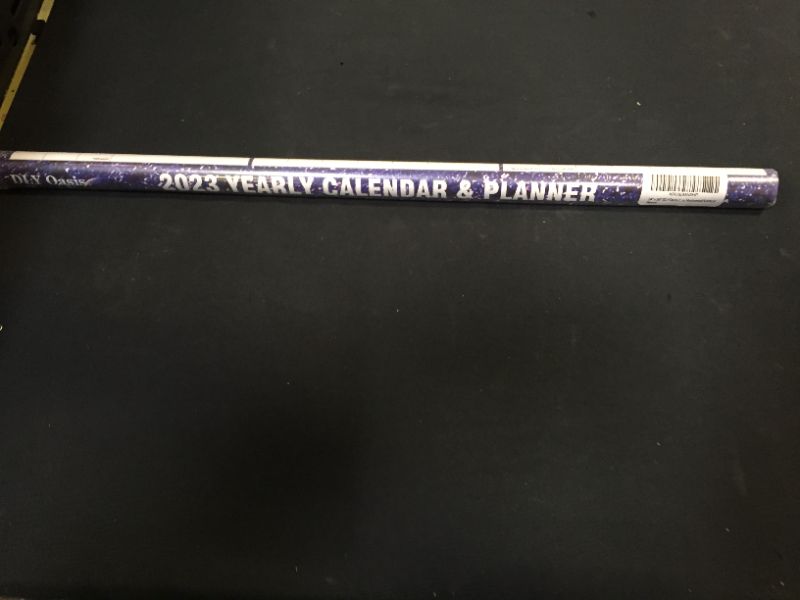 DIY Oasis
2023 YEARLY CALENDAR & PLANNER